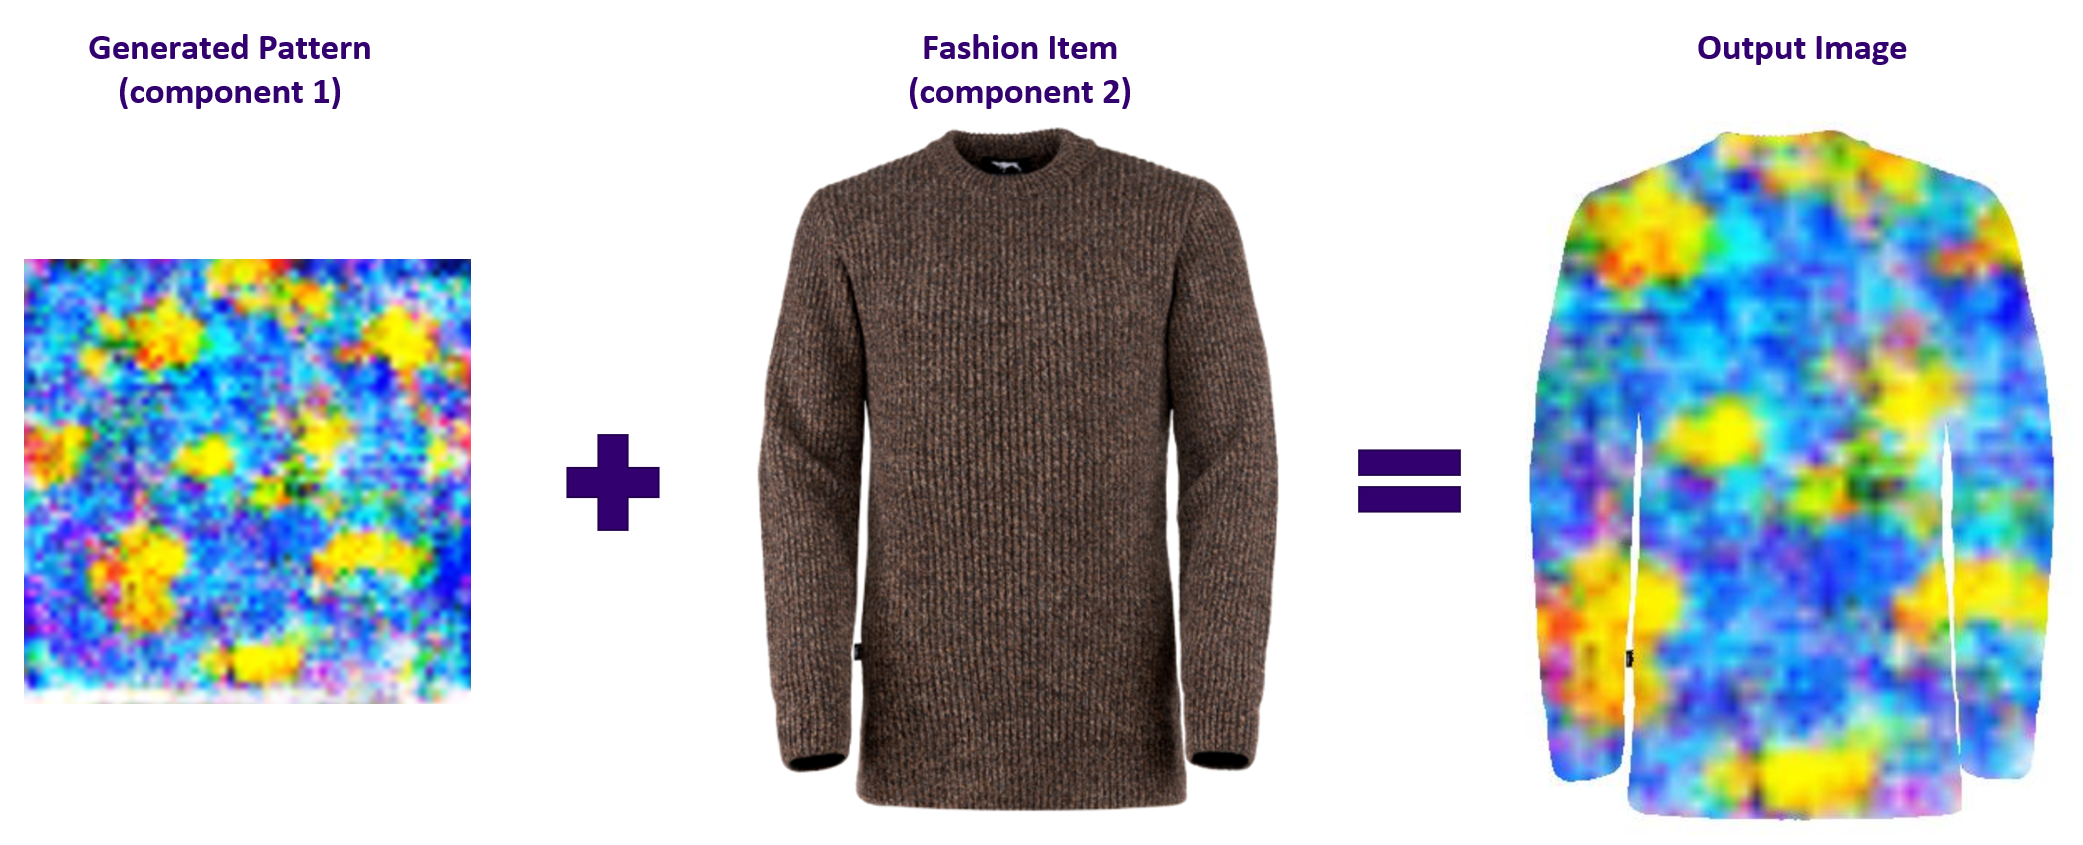 Generated Pattern
(component 1)
Fashion Item
(component 2)
Output Image